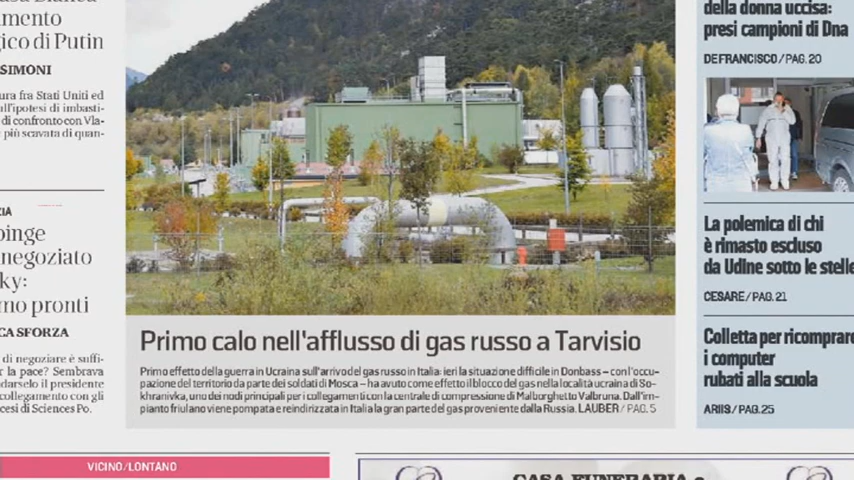 mento
gico di Putin
SIMONI
ura fra Stati Uniti ed
ull'ipotesi di imbasti-
di confronto con Vla-
più scavata di quan-
pinge
negoziato
ky:
mo pronti
CA SFORZA
di negoziare è suffi-
r la pace? Sembrava
darselo il presidente
collegamento con gli
cesi di Sciences Po.
Primo calo nell'afflusso di gas russo a Tarvisio
Primo effetto della guerra in Ucraina sull'arrivo del gas russo in Italia: ieri la situazione difficile in Donbass – con l'occu-
pazione del territorio da parte dei soldati di Mosca – ha avuto come effetto il blocco del gas nella località ucraina di So-
khranivka, uno dei nodi principali per i collegamenti con la centrale di compressione di Malborghetto Valbruna. Dall'im-
pianto friulano viene pompata e reindirizzata in Italia la gran parte del gas proveniente dalla Russia. LAUBER / PAG. 5
della donna uccisa:
presi campioni di Dna
DEFRANCISCO / PAG. 20
La polemica di chi
è rimasto escluso
da Udine sotto le stelle
CESARE / PAG. 21
Colletta per ricomprare
i computer
rubati alla scuola
ARIIS / PAG. 25
VICINO/LONTANO
CASA FUNERARIA e